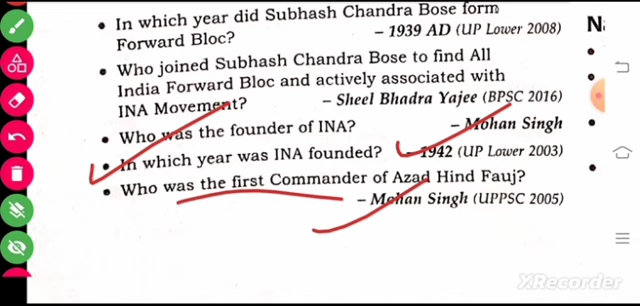 • In which year did Subhash Chandra Bose form
Forward Bloc? – 1939 AD (UP Lower 2008)
• Who joined Subhash Chandra Bose to find All
India Forward Bloc and actively associated with
INA Movement? – Sheel Bhadra Yajee (BPSC 2016)
• Who was the founder of INA? – Mohan Singh
• In which year was INA founded? – 1942 (UP Lower 2003)
• Who was the first Commander of Azad Hind Fauj?
– Mohan Singh (UPPSC 2005)
XRecorder